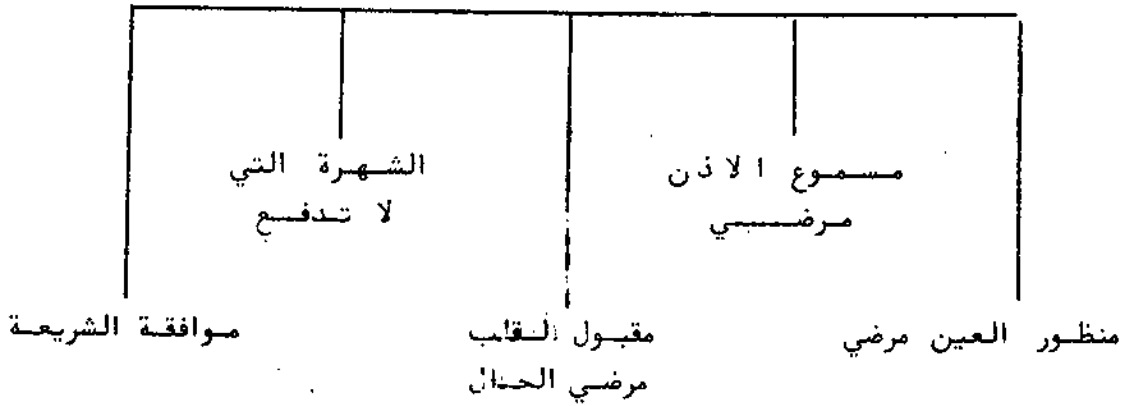 مسموع الاذن
مرضي
الشهرة التي
لا تدفع
منظور العين مرضي
مقبول القلب
مرضي الحال
موافقة الشريعة